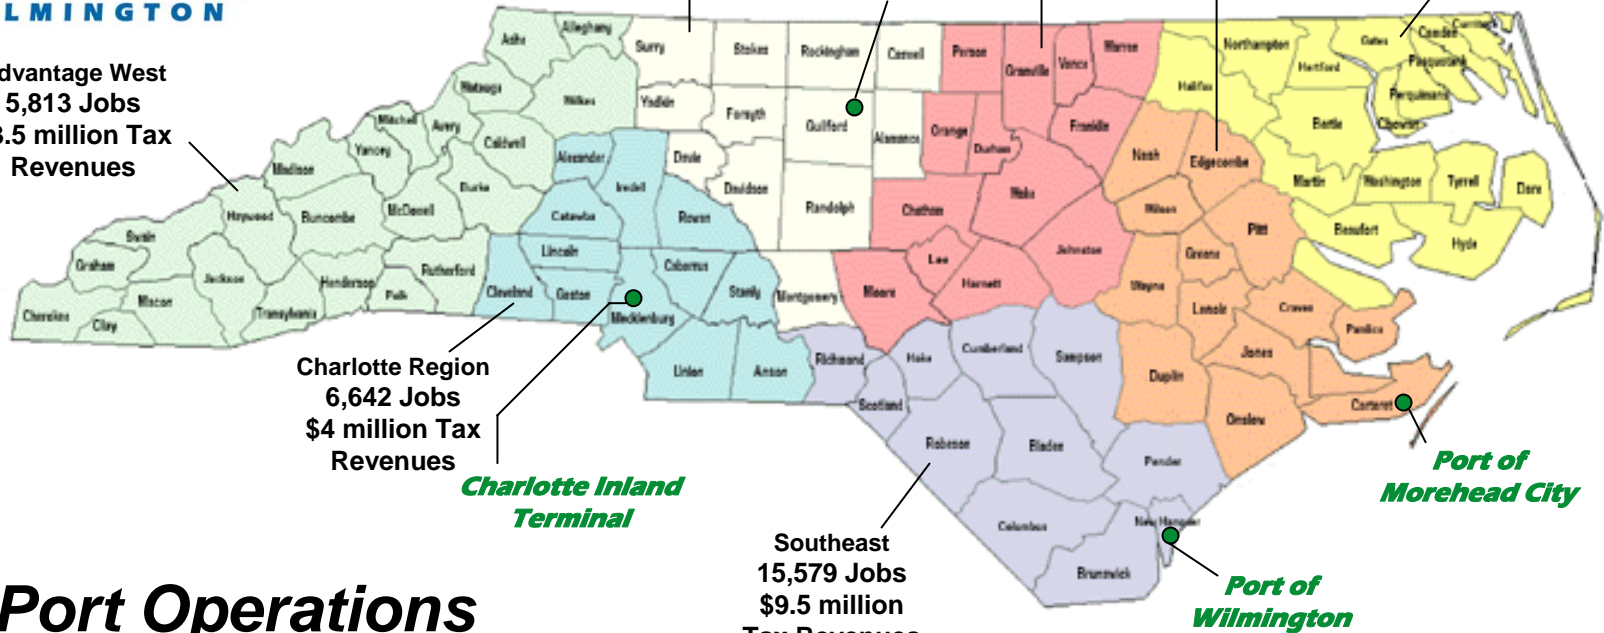 LMINGTON
dvantage West
5,813 Jobs
.5 million Tax
Revenues
Ashe
Alleghany
Surry
Stokes
Rockingham
Caswell
Person
Granville
Vance
Warren
Northampton
Gates
Camden
Currituck
Pasquotank
Perquimans
Chowan
Hertford
Halifax
Bertie
Watauga
Wilkes
Yadkin
Forsyth
Guilford
Alamance
Orange
Durham
Franklin
Nash
Edgecombe
Martin
Washington
Tyrrell
Dare
Mitchell
Avery
Yancey
Caldwell
Alexander
Iredell
Davie
Davidson
Randolph
Chatham
Wake
Wilson
Pitt
Beaufort
Hyde
Madison
Burke
Buncombe
McDowell
Haywood
Catawba
Rowan
Swain
Graham
Jackson
Henderson
Rutherford
Polk
Lincoln
Cabarrus
Lee
Johnston
Greene
Cherokee
Macon
Clay
Transylvania
Cleveland
Gaston
Mecklenburg
Stanly
Montgomery
Moore
Harnett
Wayne
Lenoir
Craven
Pamlico
Union
Anson
Richmond
Hoke
Cumberland
Sampson
Duplin
Jones
Onslow
Carteret
Scotland
Robeson
Bladen
Pender
Columbus
New Hanover
Brunswick
Charlotte Region
6,642 Jobs
$4 million Tax
Revenues
Charlotte Inland
Terminal
Southeast
15,579 Jobs
$9.5 million
Tax Revenues
Port of
Morehead City
Port of
Wilmington
Port Operations